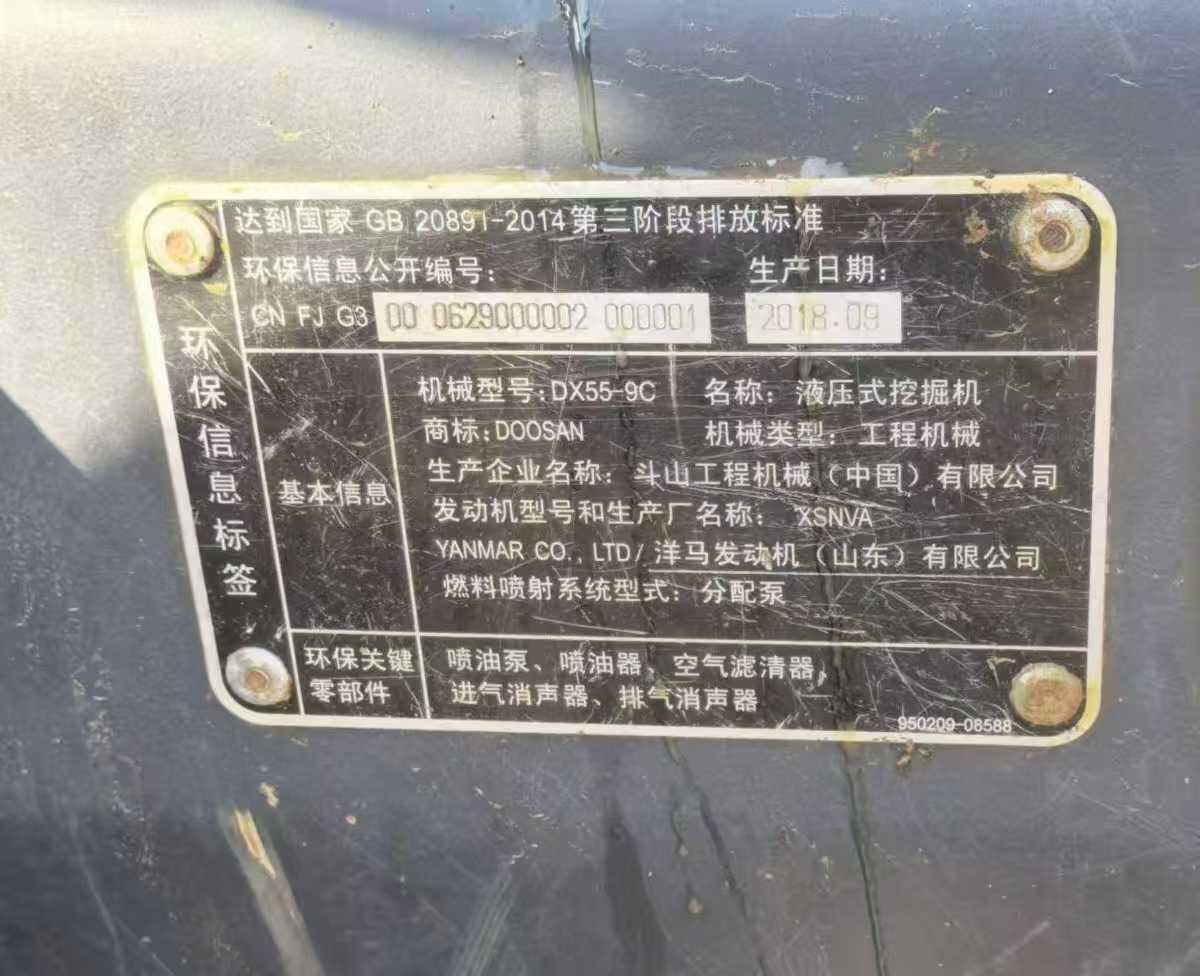 达到国家 GB 20891-2014第三阶段排放标准
环保信息公开编号: 生产日期:
CN FJ G3 00 0629000002 000001 2018.09
环保信息标签
基本信息
机械型号:DX55-9C 名称: 液压式挖掘机
商标:DOOSAN 机械类型: 工程机械
生产企业名称: 斗山工程机械(中国)有限公司
发动机型号和生产厂名称: XSNVA
YANMAR CO., LTD/ 洋马发动机(山东)有限公司
燃料喷射系统型式: 分配泵
环保关键
零部件
喷油泵、喷油器、空气滤清器,
进气消声器、排气消声器
950209-08588